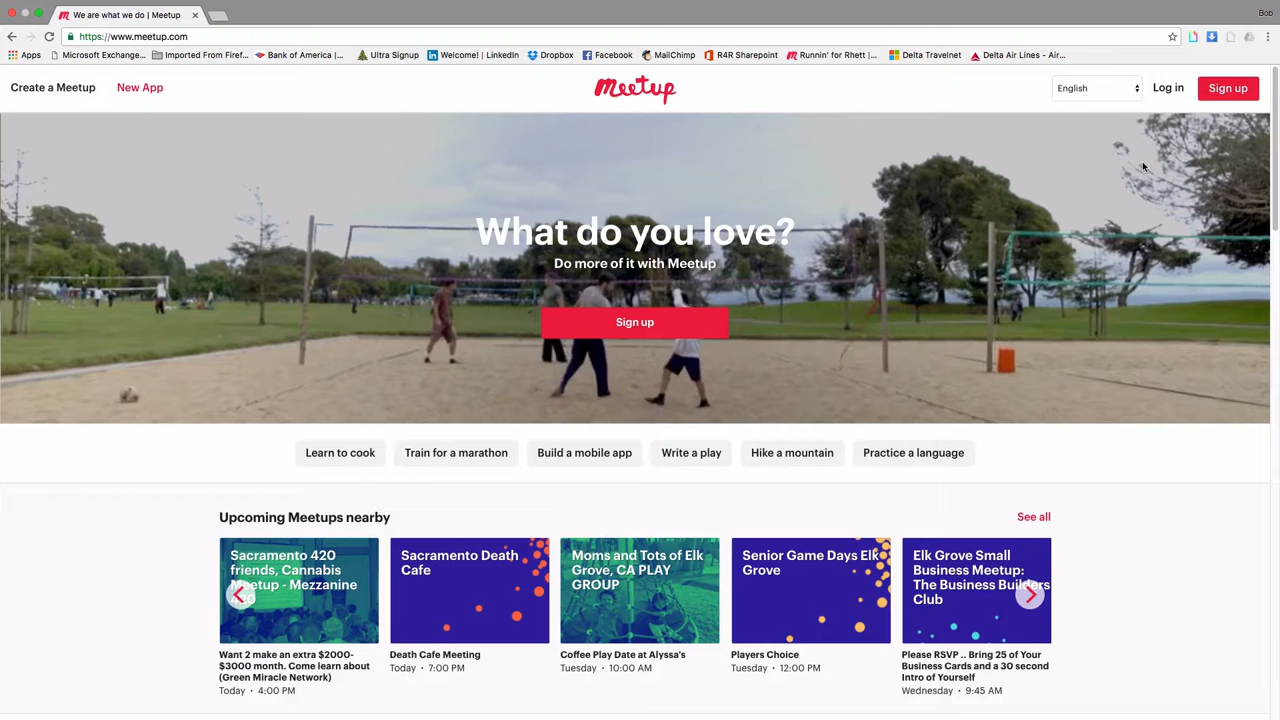 We are what we do | Meetup
Bob
https://www.meetup.com
Apps Microsoft Exchange... Imported From Firef... Bank of America |... Ultra Signup Welcome! | LinkedIn Dropbox Facebook MailChimp R4R Sharepoint Runnin' for Rhett |... Delta Travelnet Delta Air Lines - Air...
Create a Meetup New App Meetup English Log in Sign up
What do you love?
Do more of it with Meetup
Sign up
Learn to cook Train for a marathon Build a mobile app Write a play Hike a mountain Practice a language
Upcoming Meetups nearby See all
Sacramento 420
friends, Cannabis
Meetup - Mezzanine
Want 2 make an extra $2000-
$3000 month. Come learn about
(Green Miracle Network)
Today · 4:00 PM
Sacramento Death
Cafe
Death Cafe Meeting
Today · 7:00 PM
Moms and Tots of Elk
Grove, CA PLAY
GROUP
Coffee Play Date at Alyssa's
Tuesday · 10:00 AM
Senior Game Days Elk
Grove
Players Choice
Tuesday · 12:00 PM
Elk Grove Small
Business Meetup:
The Business Builders
Club
Please RSVP .. Bring 25 of Your
Business Cards and a 30 second
Intro of Yourself
Wednesday · 9:45 AM